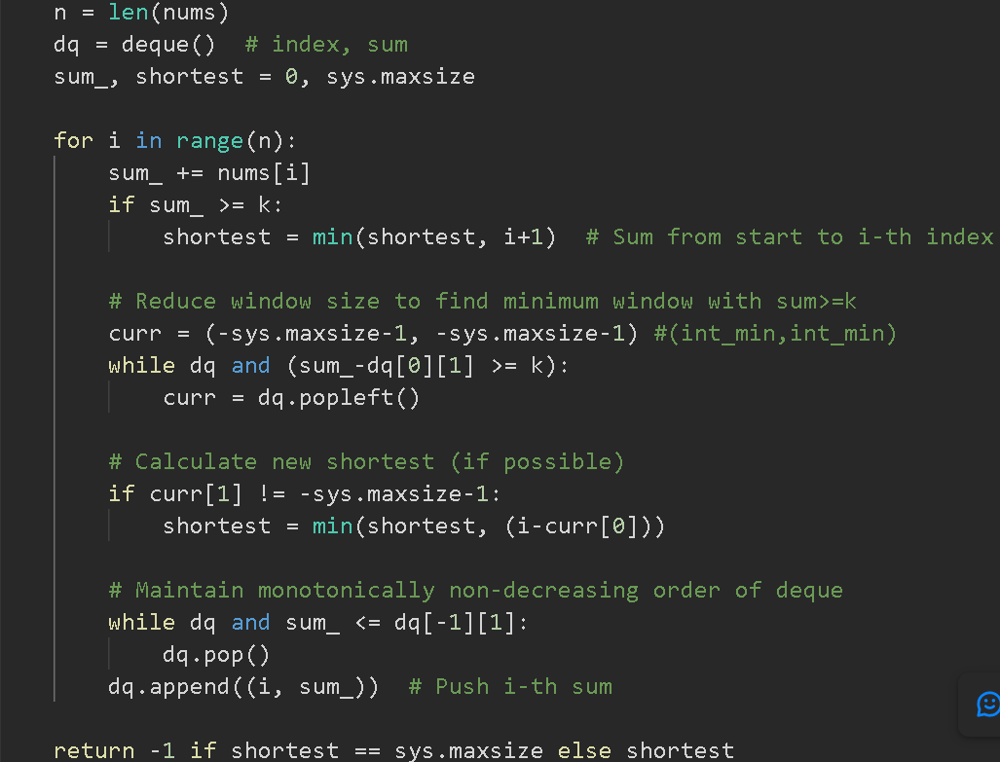 n = len(nums)
dq = deque()  # index, sum
sum_, shortest = 0, sys.maxsize
for i in range(n):
sum_ += nums[i]
if sum_ >= k:
shortest = min(shortest, i+1)  # Sum from start to i-th index
# Reduce window size to find minimum window with sum>=k
curr = (-sys.maxsize-1, -sys.maxsize-1) #(int_min,int_min)
while dq and (sum_-dq[0][1] >= k):
curr = dq.popleft()
# Calculate new shortest (if possible)
if curr[1] != -sys.maxsize-1:
shortest = min(shortest, (i-curr[0]))
# Maintain monotonically non-decreasing order of deque
while dq and sum_ <= dq[-1][1]:
dq.pop()
dq.append((i, sum_))  # Push i-th sum
return -1 if shortest == sys.maxsize else shortest